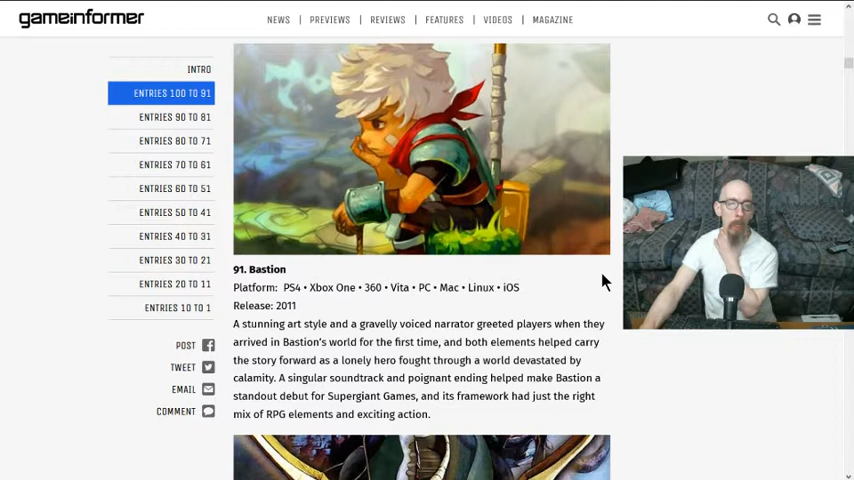 gameinformer
NEWS | PREVIEWS | REVIEWS | FEATURES | VIDEOS | MAGAZINE
INTRO
ENTRIES 100 TO 91
ENTRIES 90 TO 81
ENTRIES 80 TO 71
ENTRIES 70 TO 61
ENTRIES 60 TO 51
ENTRIES 50 TO 41
ENTRIES 40 TO 31
ENTRIES 30 TO 21
ENTRIES 20 TO 11
ENTRIES 10 TO 1
POST
TWEET
EMAIL
COMMENT
91. Bastion
Platform: PS4 • Xbox One • 360 • Vita • PC • Mac • Linux • iOS
Release: 2011
A stunning art style and a gravelly voiced narrator greeted players when they
arrived in Bastion's world for the first time, and both elements helped carry
the story forward as a lonely hero fought through a world devastated by
calamity. A singular soundtrack and poignant ending helped make Bastion a
standout debut for Supergiant Games, and its framework had just the right
mix of RPG elements and exciting action.